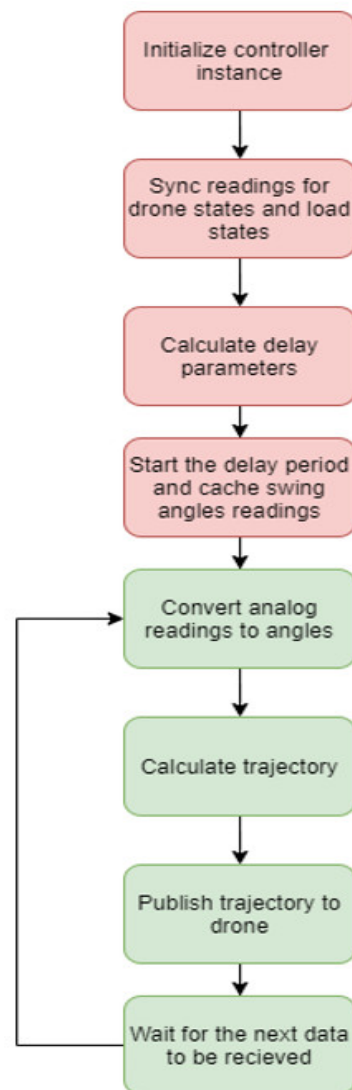 Initialize controller
instance
Sync readings for
drone states and load
states
Calculate delay
parameters
Start the delay period
and cache swing
angles readings
Convert analog
readings to angles
Calculate trajectory
Publish trajectory to
drone
Wait for the next data
to be recieved